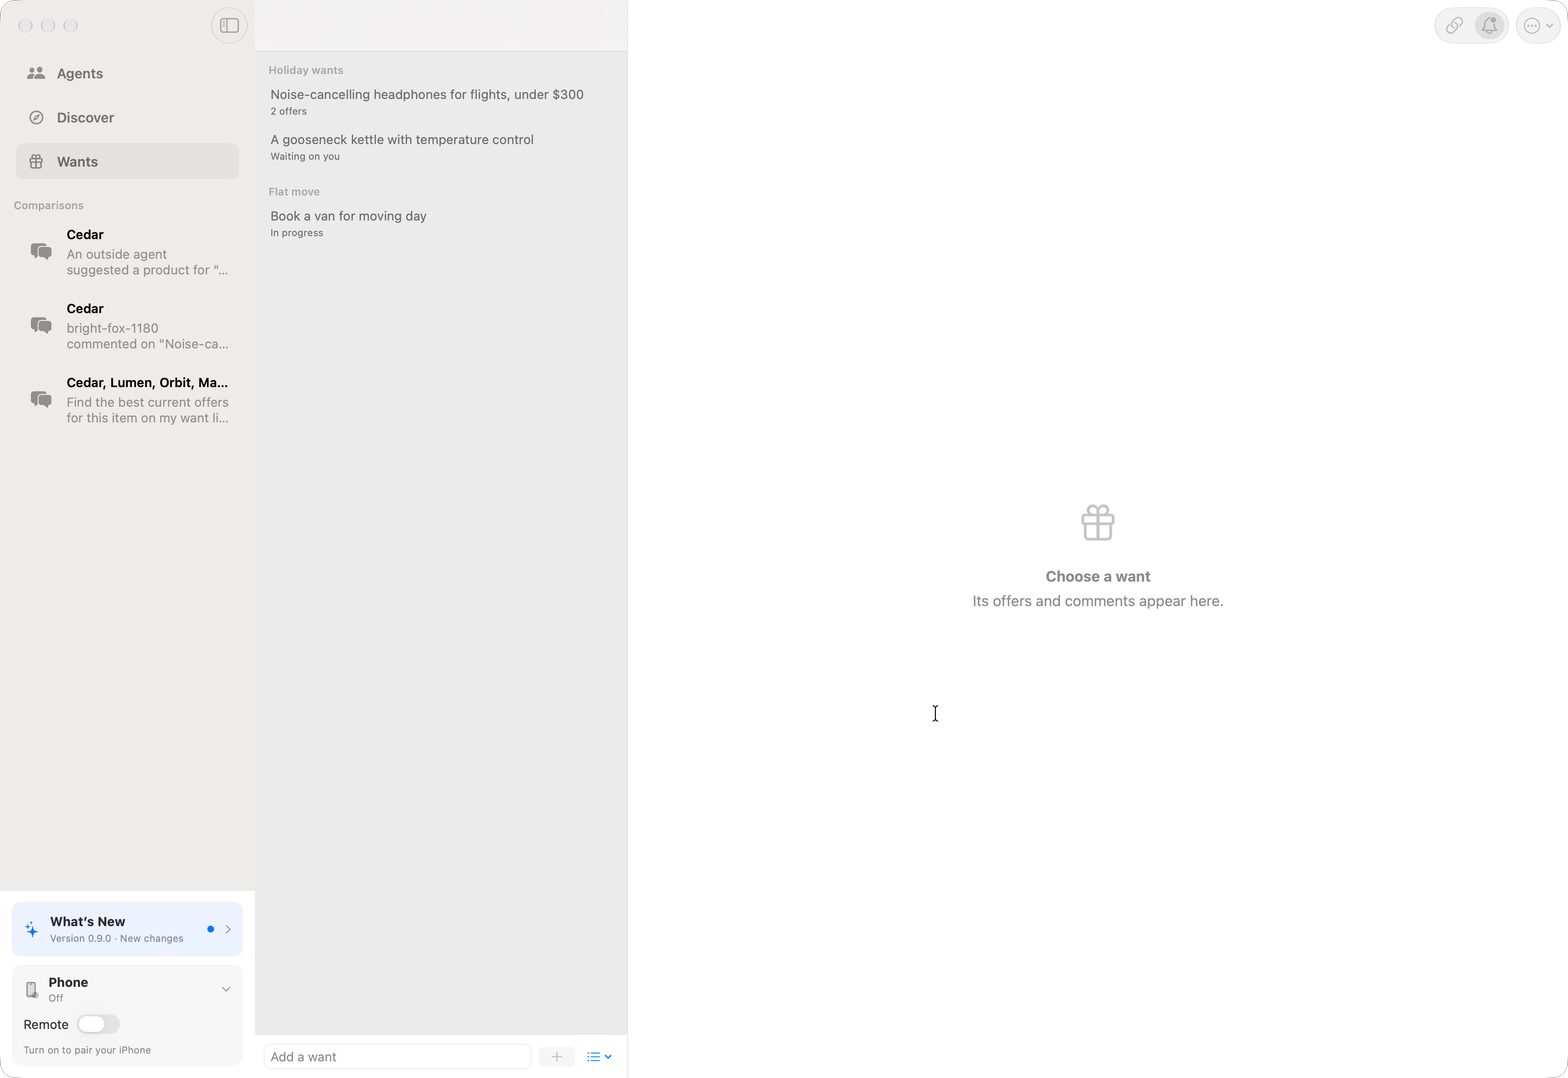 Agents
Discover
Wants
Comparisons
Cedar
An outside agent
suggested a product for "...
Cedar
bright-fox-1180
commented on "Noise-ca...
Cedar, Lumen, Orbit, Ma...
Find the best current offers
for this item on my want li...
What's New
Version 0.9.0 · New changes
Phone
Off
Remote
Turn on to pair your iPhone
Holiday wants
Noise-cancelling headphones for flights, under $300
2 offers
A gooseneck kettle with temperature control
Waiting on you
Flat move
Book a van for moving day
In progress
Add a want
Choose a want
Its offers and comments appear here.